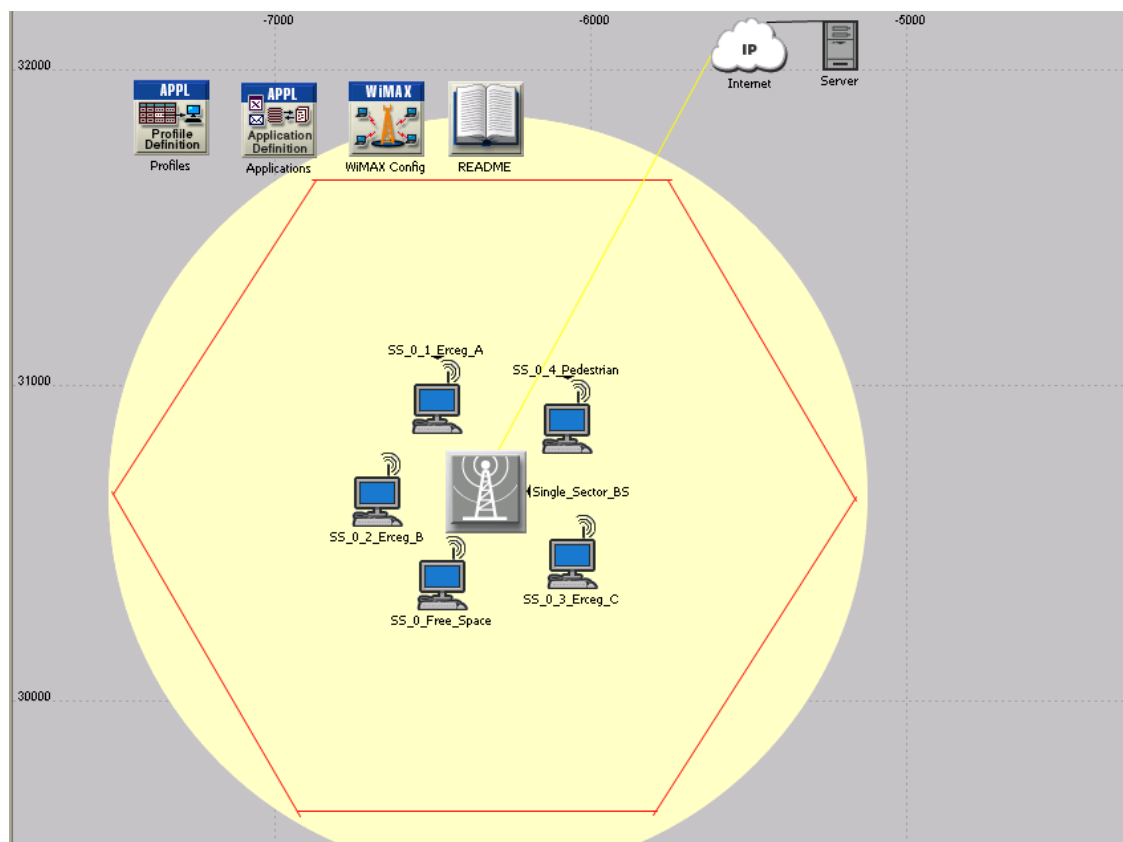 -7000
-6000
-5000
32000
IP
Internet
Server
APPL
Profile
Definition
Profiles
APPL
Application
Definition
Applications
WiMAX
WiMAX Config
README
31000
SS_0_1_Erceg_A
SS_0_4_Pedestrian
Single_Sector_BS
SS_0_2_Erceg_B
SS_0_3_Erceg_C
SS_0_Free_Space
30000